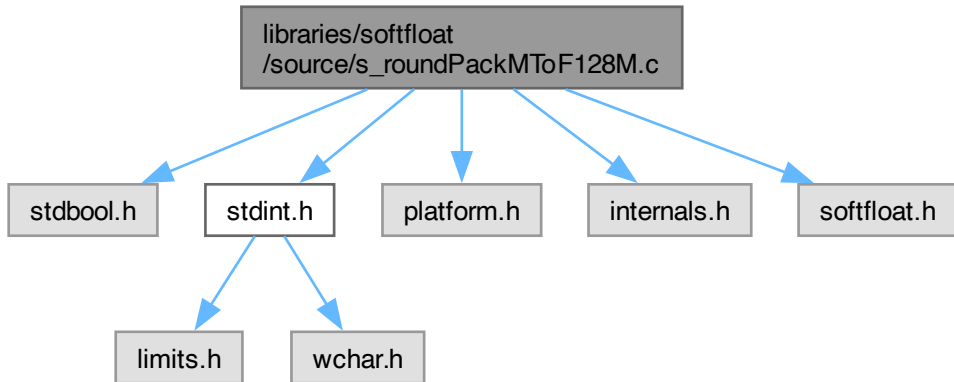 libraries/softfloat
/source/s_roundPackMToF128M.c
stdbool.h
stdint.h
platform.h
internals.h
softfloat.h
limits.h
wchar.h